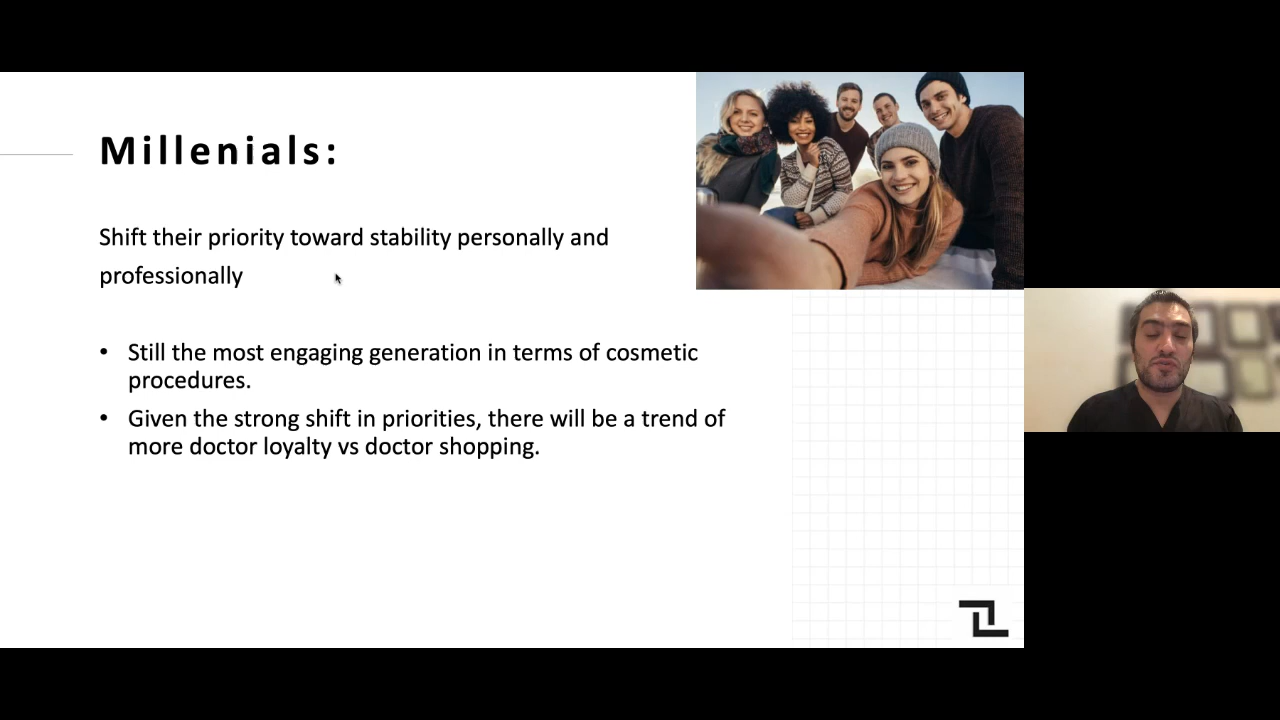 Millenials:
Shift their priority toward stability personally and
professionally
• Still the most engaging generation in terms of cosmetic
procedures.
• Given the strong shift in priorities, there will be a trend of
more doctor loyalty vs doctor shopping.